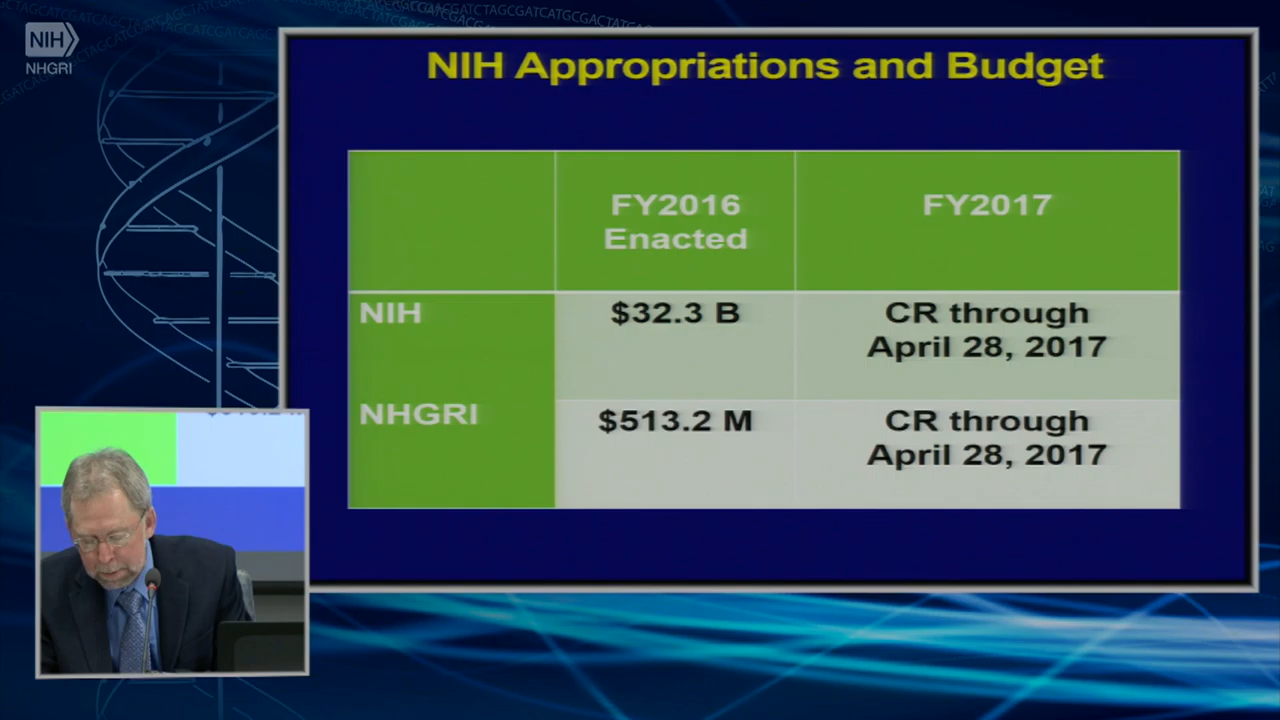 NIH
NHGRI
NIH Appropriations and Budget
FY2016
Enacted
FY2017
NIH
$32.3 B
CR through
April 28, 2017
NHGRI
$513.2 M
CR through
April 28, 2017